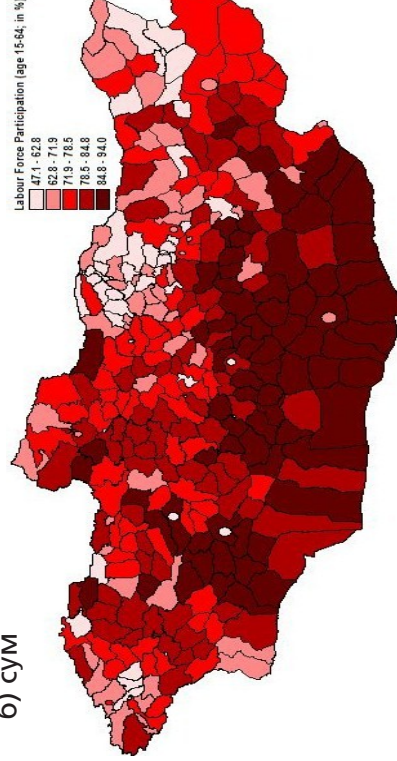 б) сум
Labour Force Participation (age 15-64; in %)
47.1 - 62.8
62.8 - 71.9
71.9 - 78.5
78.5 - 84.8
84.8 - 94.0